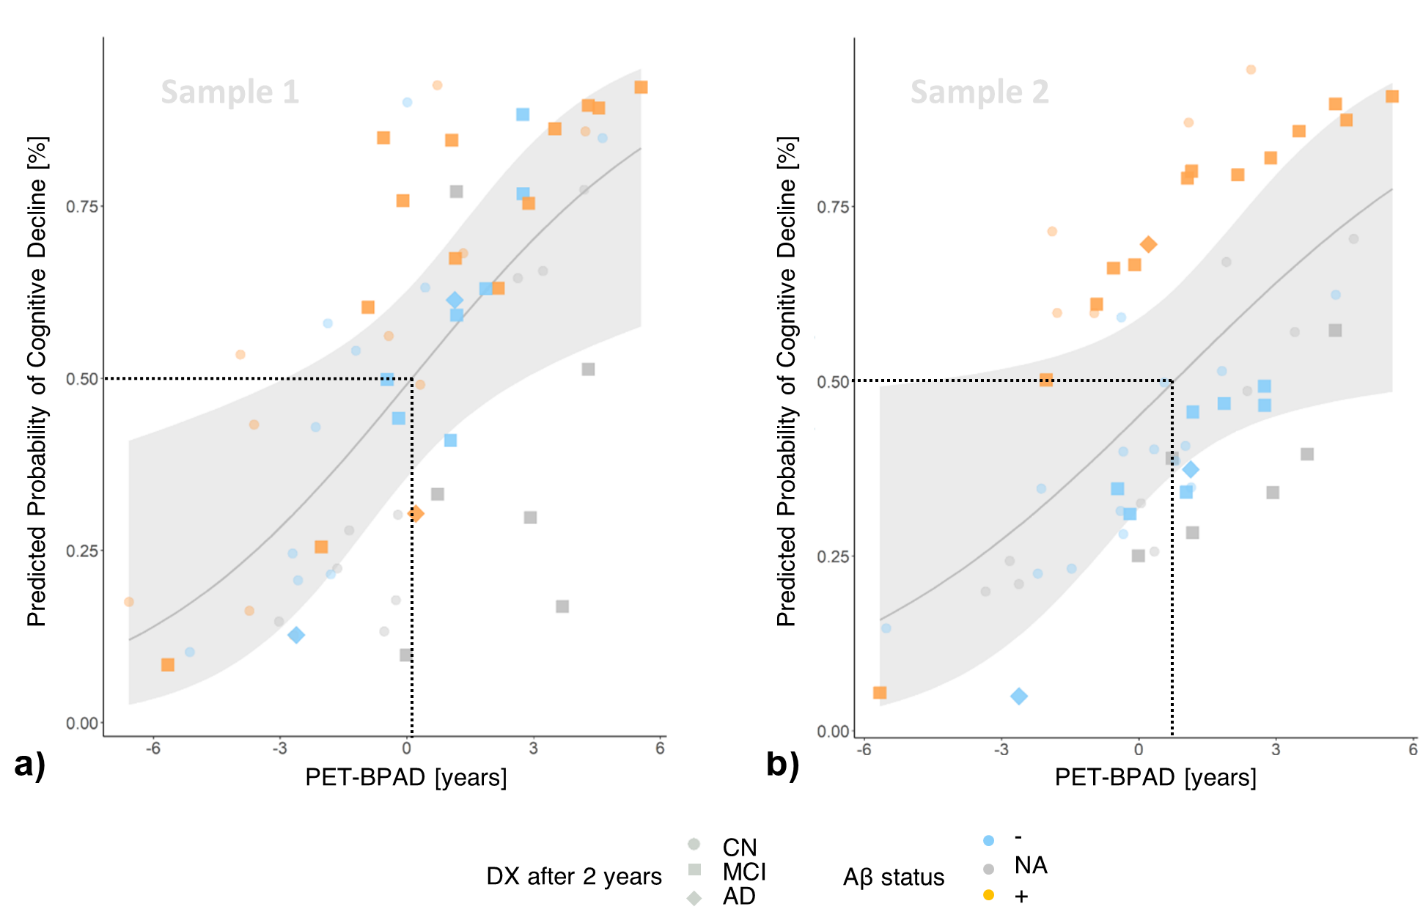 Sample 1
Predicted Probability of Cognitive Decline [%]
0.75
0.50
0.25
0.00
-6 -3 0 3 6
PET-BPAD [years]
a)
Sample 2
Predicted Probability of Cognitive Decline [%]
0.75
0.50
0.25
0.00
-6 -3 0 3 6
PET-BPAD [years]
b)
DX after 2 years
CN
MCI
AD
Aβ status
-
NA
+